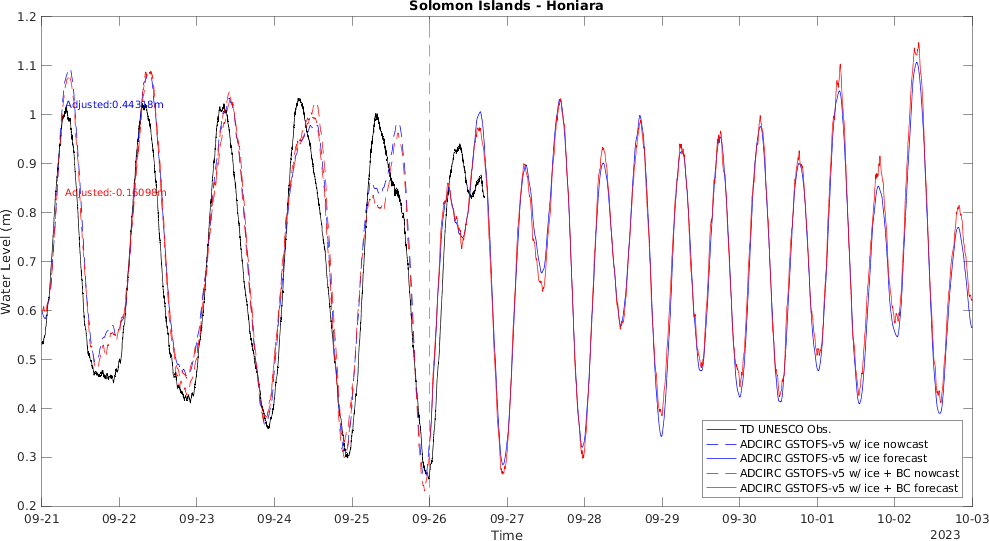 Solomon Islands - Honiara
1.2
1.1
1
0.9
0.8
0.7
0.6
0.5
0.4
0.3
0.2
Water Level (m)
Adjusted:-0.16098m
TD UNESCO Obs.
ADCIRC GSTOFS-v5 w/ ice nowcast
ADCIRC GSTOFS-v5 w/ ice forecast
ADCIRC GSTOFS-v5 w/ ice + BC nowcast
ADCIRC GSTOFS-v5 w/ ice + BC forecast
09-21 09-22 09-23 09-24 09-25 09-26 09-27 09-28 09-29 09-30 10-01 10-02 10-03
Time
2023